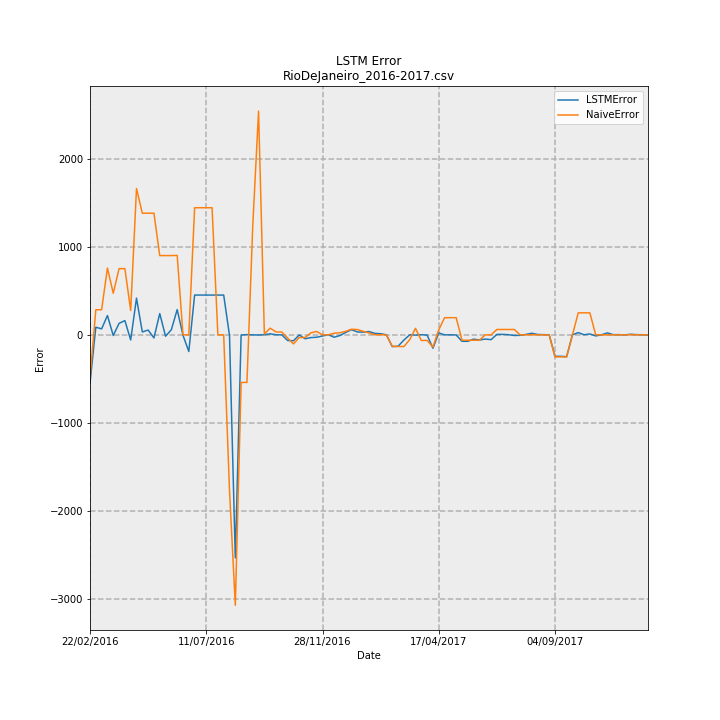 LSTM Error
RioDeJaneiro_2016-2017.csv
LSTMError
NaiveError
2000
1000
0
−1000
−2000
−3000
Error
22/02/2016
11/07/2016
28/11/2016
17/04/2017
04/09/2017
Date